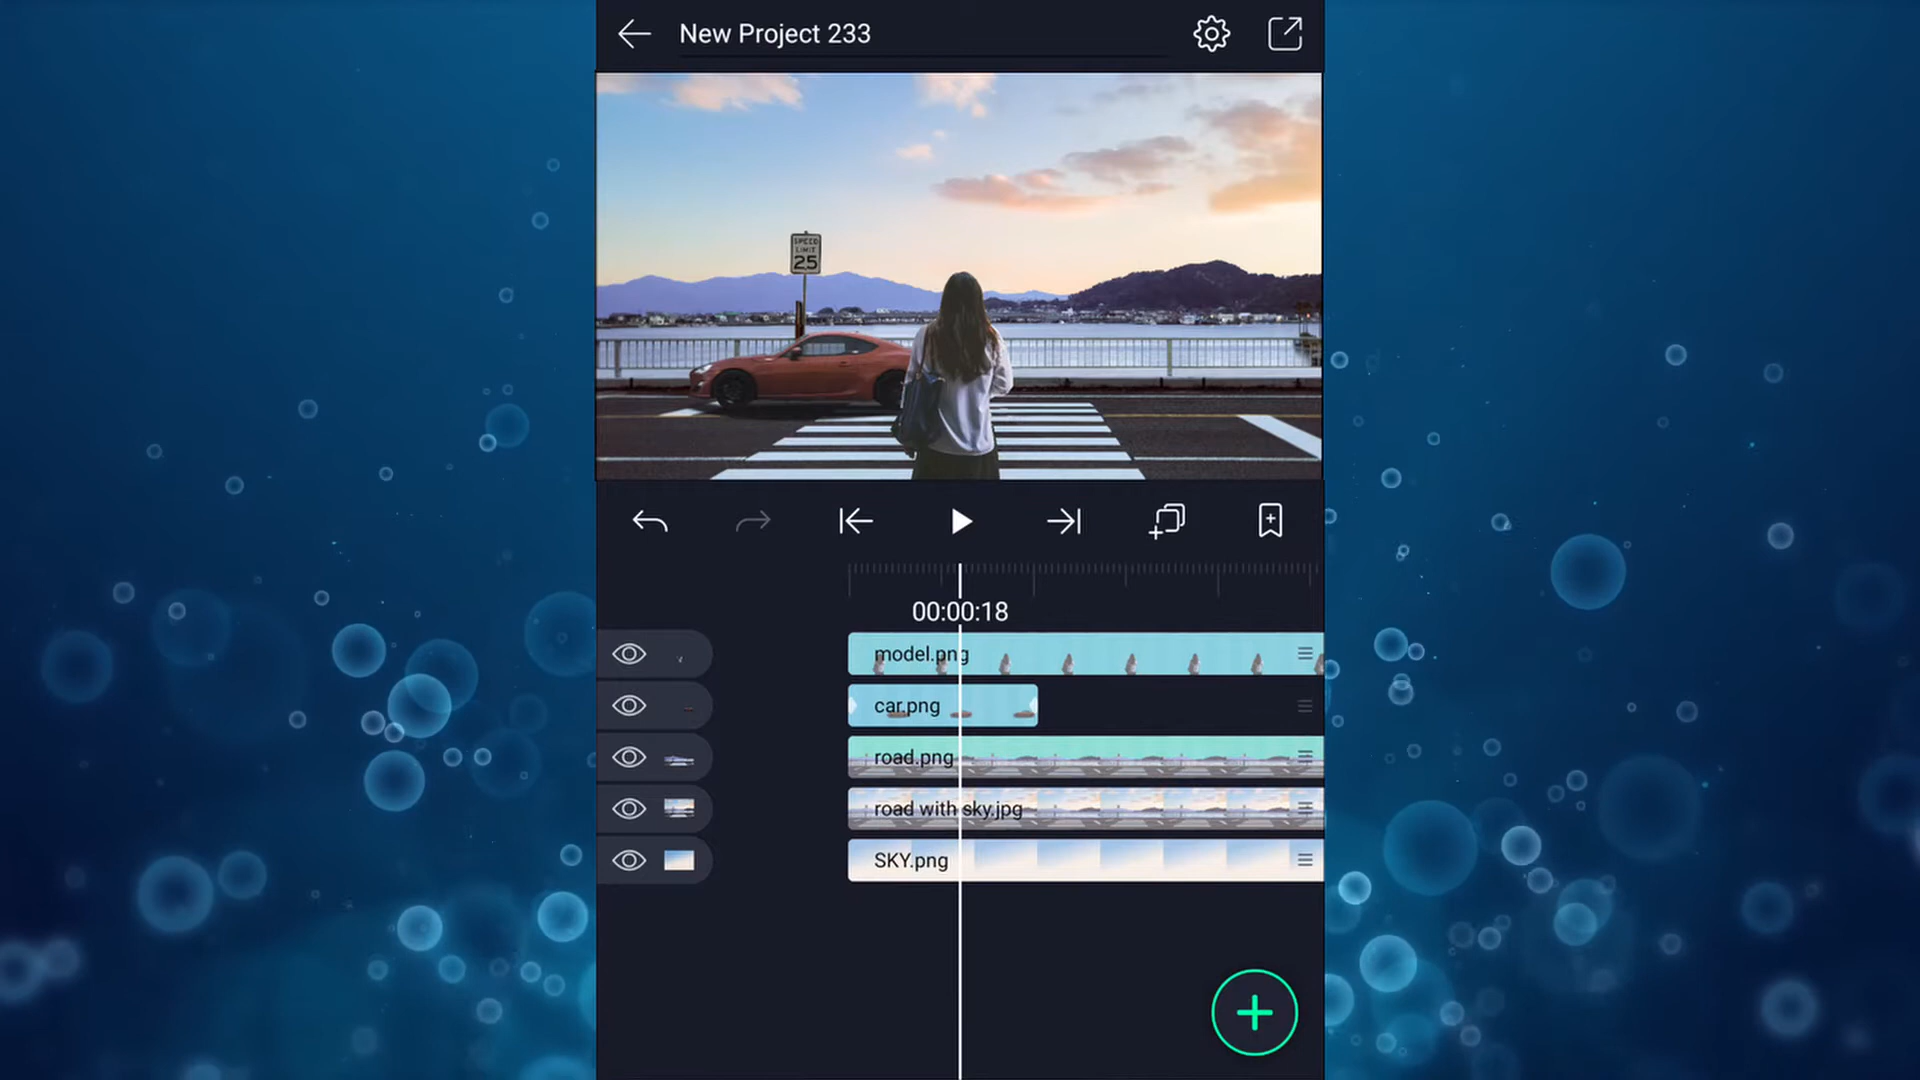 New Project 233
SPEED
LIMIT
25
00:00:18
model.png
car.png
road.png
road with sky.jpg
SKY.png